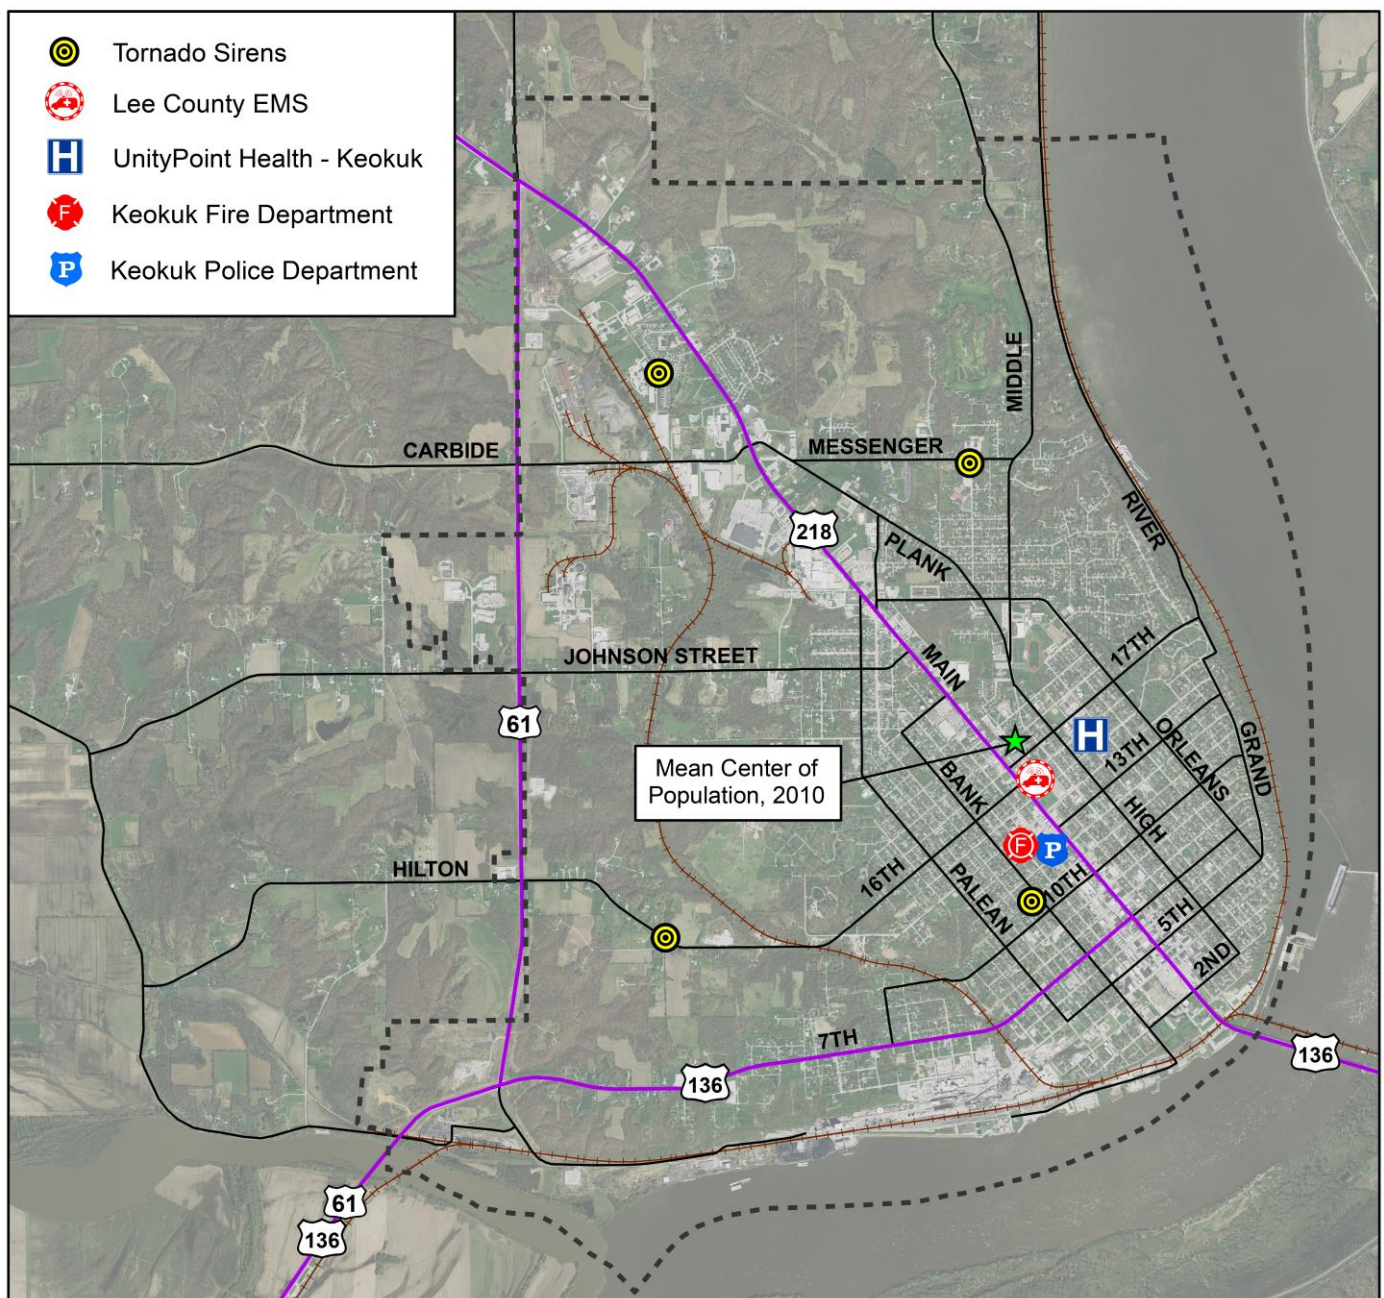 Tornado Sirens
Lee County EMS
H
UnityPoint Health - Keokuk
F
Keokuk Fire Department
P
Keokuk Police Department
MIDDLE
CARBIDE
MESSENGER
RIVER
218
PLANK
JOHNSON STREET
MAIN
17TH
61
ORLEANS
GRAND
H
13TH
Mean Center of
Population, 2010
BANK
HIGH
F
P
HILTON
16TH
PALEAN
10TH
5TH
2ND
7TH
136
136
61
136